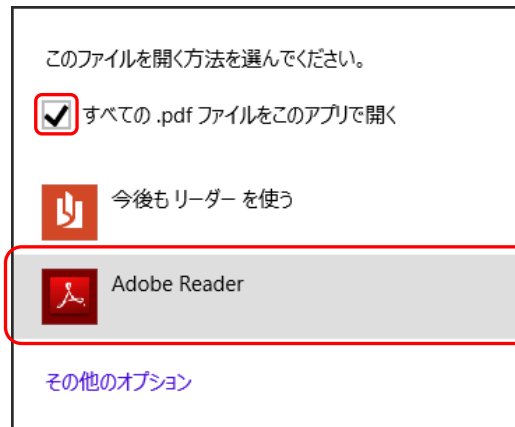 このファイルを開く方法を選んでください。
すべての .pdf ファイルをこのアプリで開く
今後も リーダー を使う
Adobe Reader
その他のオプション